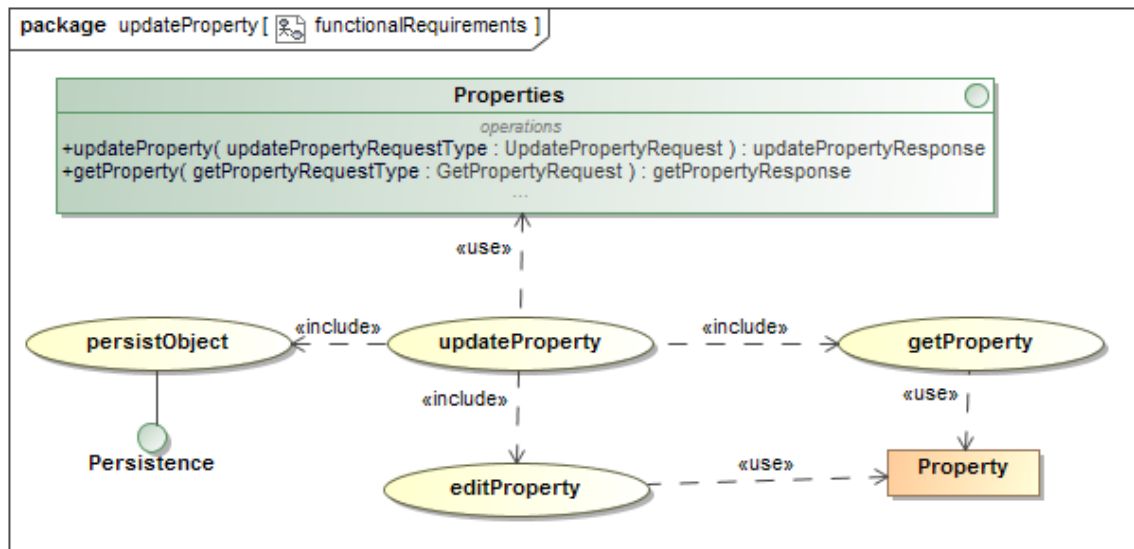 package updateProperty [ functionalRequirements ]
Properties
operations
+updateProperty( updatePropertyRequestType : UpdatePropertyRequest ) : updatePropertyResponse
+getProperty( getPropertyRequestType : GetPropertyRequest ) : getPropertyResponse
...
«use»
«include»
«include»
persistObject
updateProperty
getProperty
«include»
«use»
Persistence
«use»
Property
editProperty